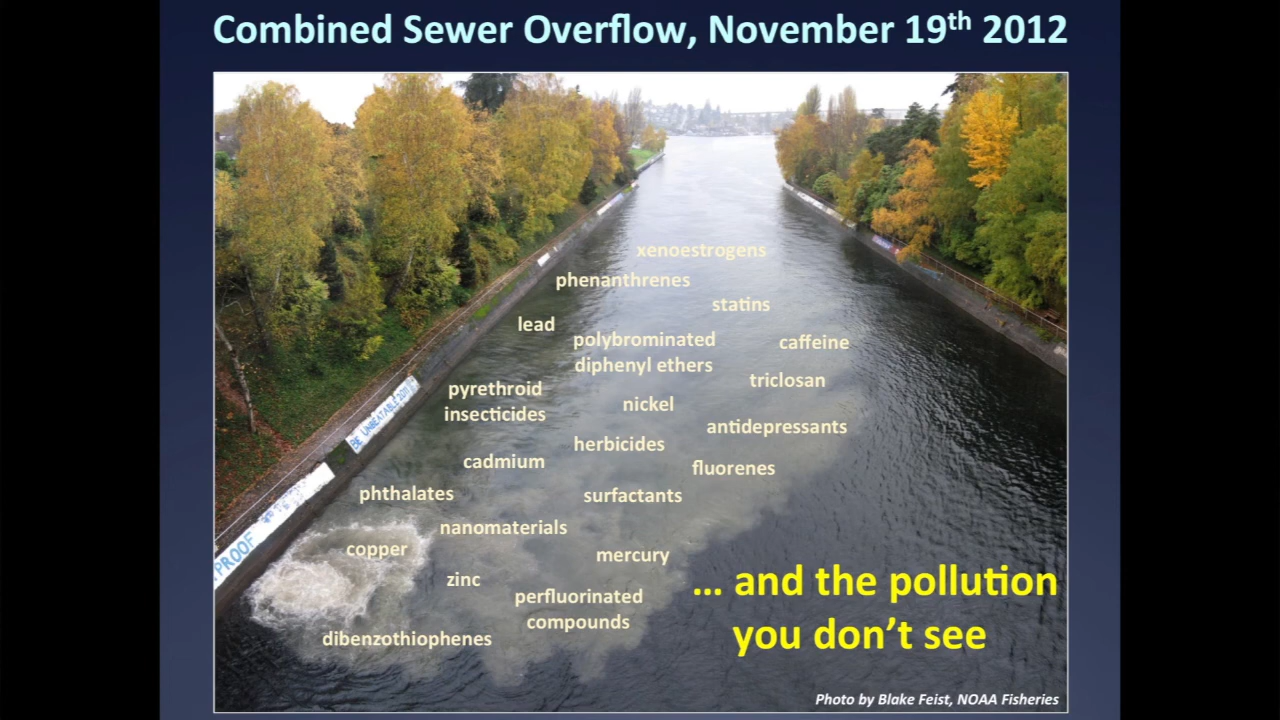 Combined Sewer Overflow, November 19th 2012
xenoestrogens
phenanthrenes
statins
lead
polybrominated
diphenyl ethers
caffeine
triclosan
pyrethroid
insecticides
nickel
antidepressants
herbicides
cadmium
fluorenes
phthalates
surfactants
nanomaterials
copper
mercury
zinc
perfluorinated
compounds
dibenzothiophenes
… and the pollution
you don't see
BE UNBEATABLE
PROOF
Photo by Blake Feist, NOAA Fisheries